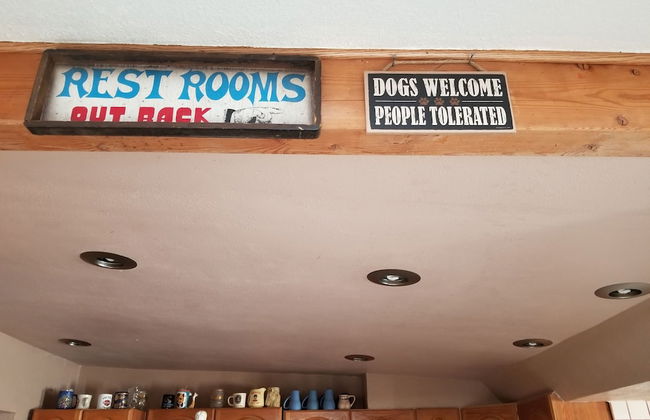 REST ROOMS
OUT BACK
DOGS WELCOME
PEOPLE TOLERATED